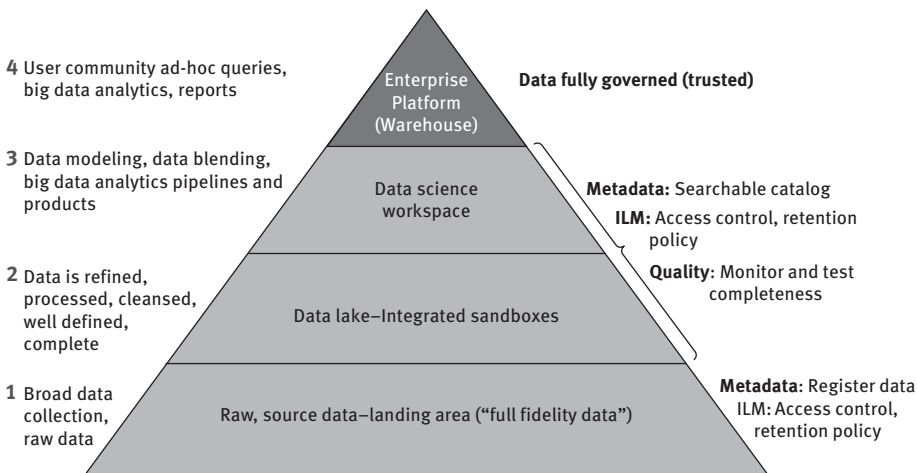 4 User community ad-hoc queries,
big data analytics, reports
Enterprise
Platform
(Warehouse)
Data fully governed (trusted)
3 Data modeling, data blending,
big data analytics pipelines and
products
Data science
workspace
Metadata: Searchable catalog
ILM: Access control, retention
policy
Quality: Monitor and test
completeness
2 Data is refined,
processed, cleansed,
well defined,
complete
Data lake–Integrated sandboxes
1 Broad data
collection,
raw data
Raw, source data–landing area (“full fidelity data”)
Metadata: Register data
ILM: Access control,
retention policy